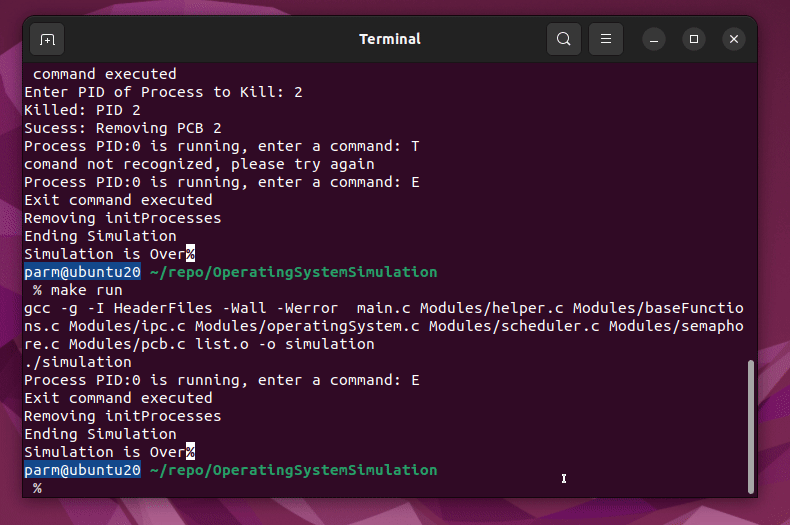 Terminal
command executed
Enter PID of Process to Kill: 2
Killed: PID 2
Sucess: Removing PCB 2
Process PID:0 is running, enter a command: T
comand not recognized, please try again
Process PID:0 is running, enter a command: E
Exit command executed
Removing initProcesses
Ending Simulation
Simulation is Over%
parm@ubuntu20 ~/repo/OperatingSystemSimulation
% make run
gcc -g -I HeaderFiles -Wall -Werror  main.c Modules/helper.c Modules/baseFunctio
ns.c Modules/ipc.c Modules/operatingSystem.c Modules/scheduler.c Modules/semapho
re.c Modules/pcb.c list.o -o simulation
./simulation
Process PID:0 is running, enter a command: E
Exit command executed
Removing initProcesses
Ending Simulation
Simulation is Over%
parm@ubuntu20 ~/repo/OperatingSystemSimulation
%